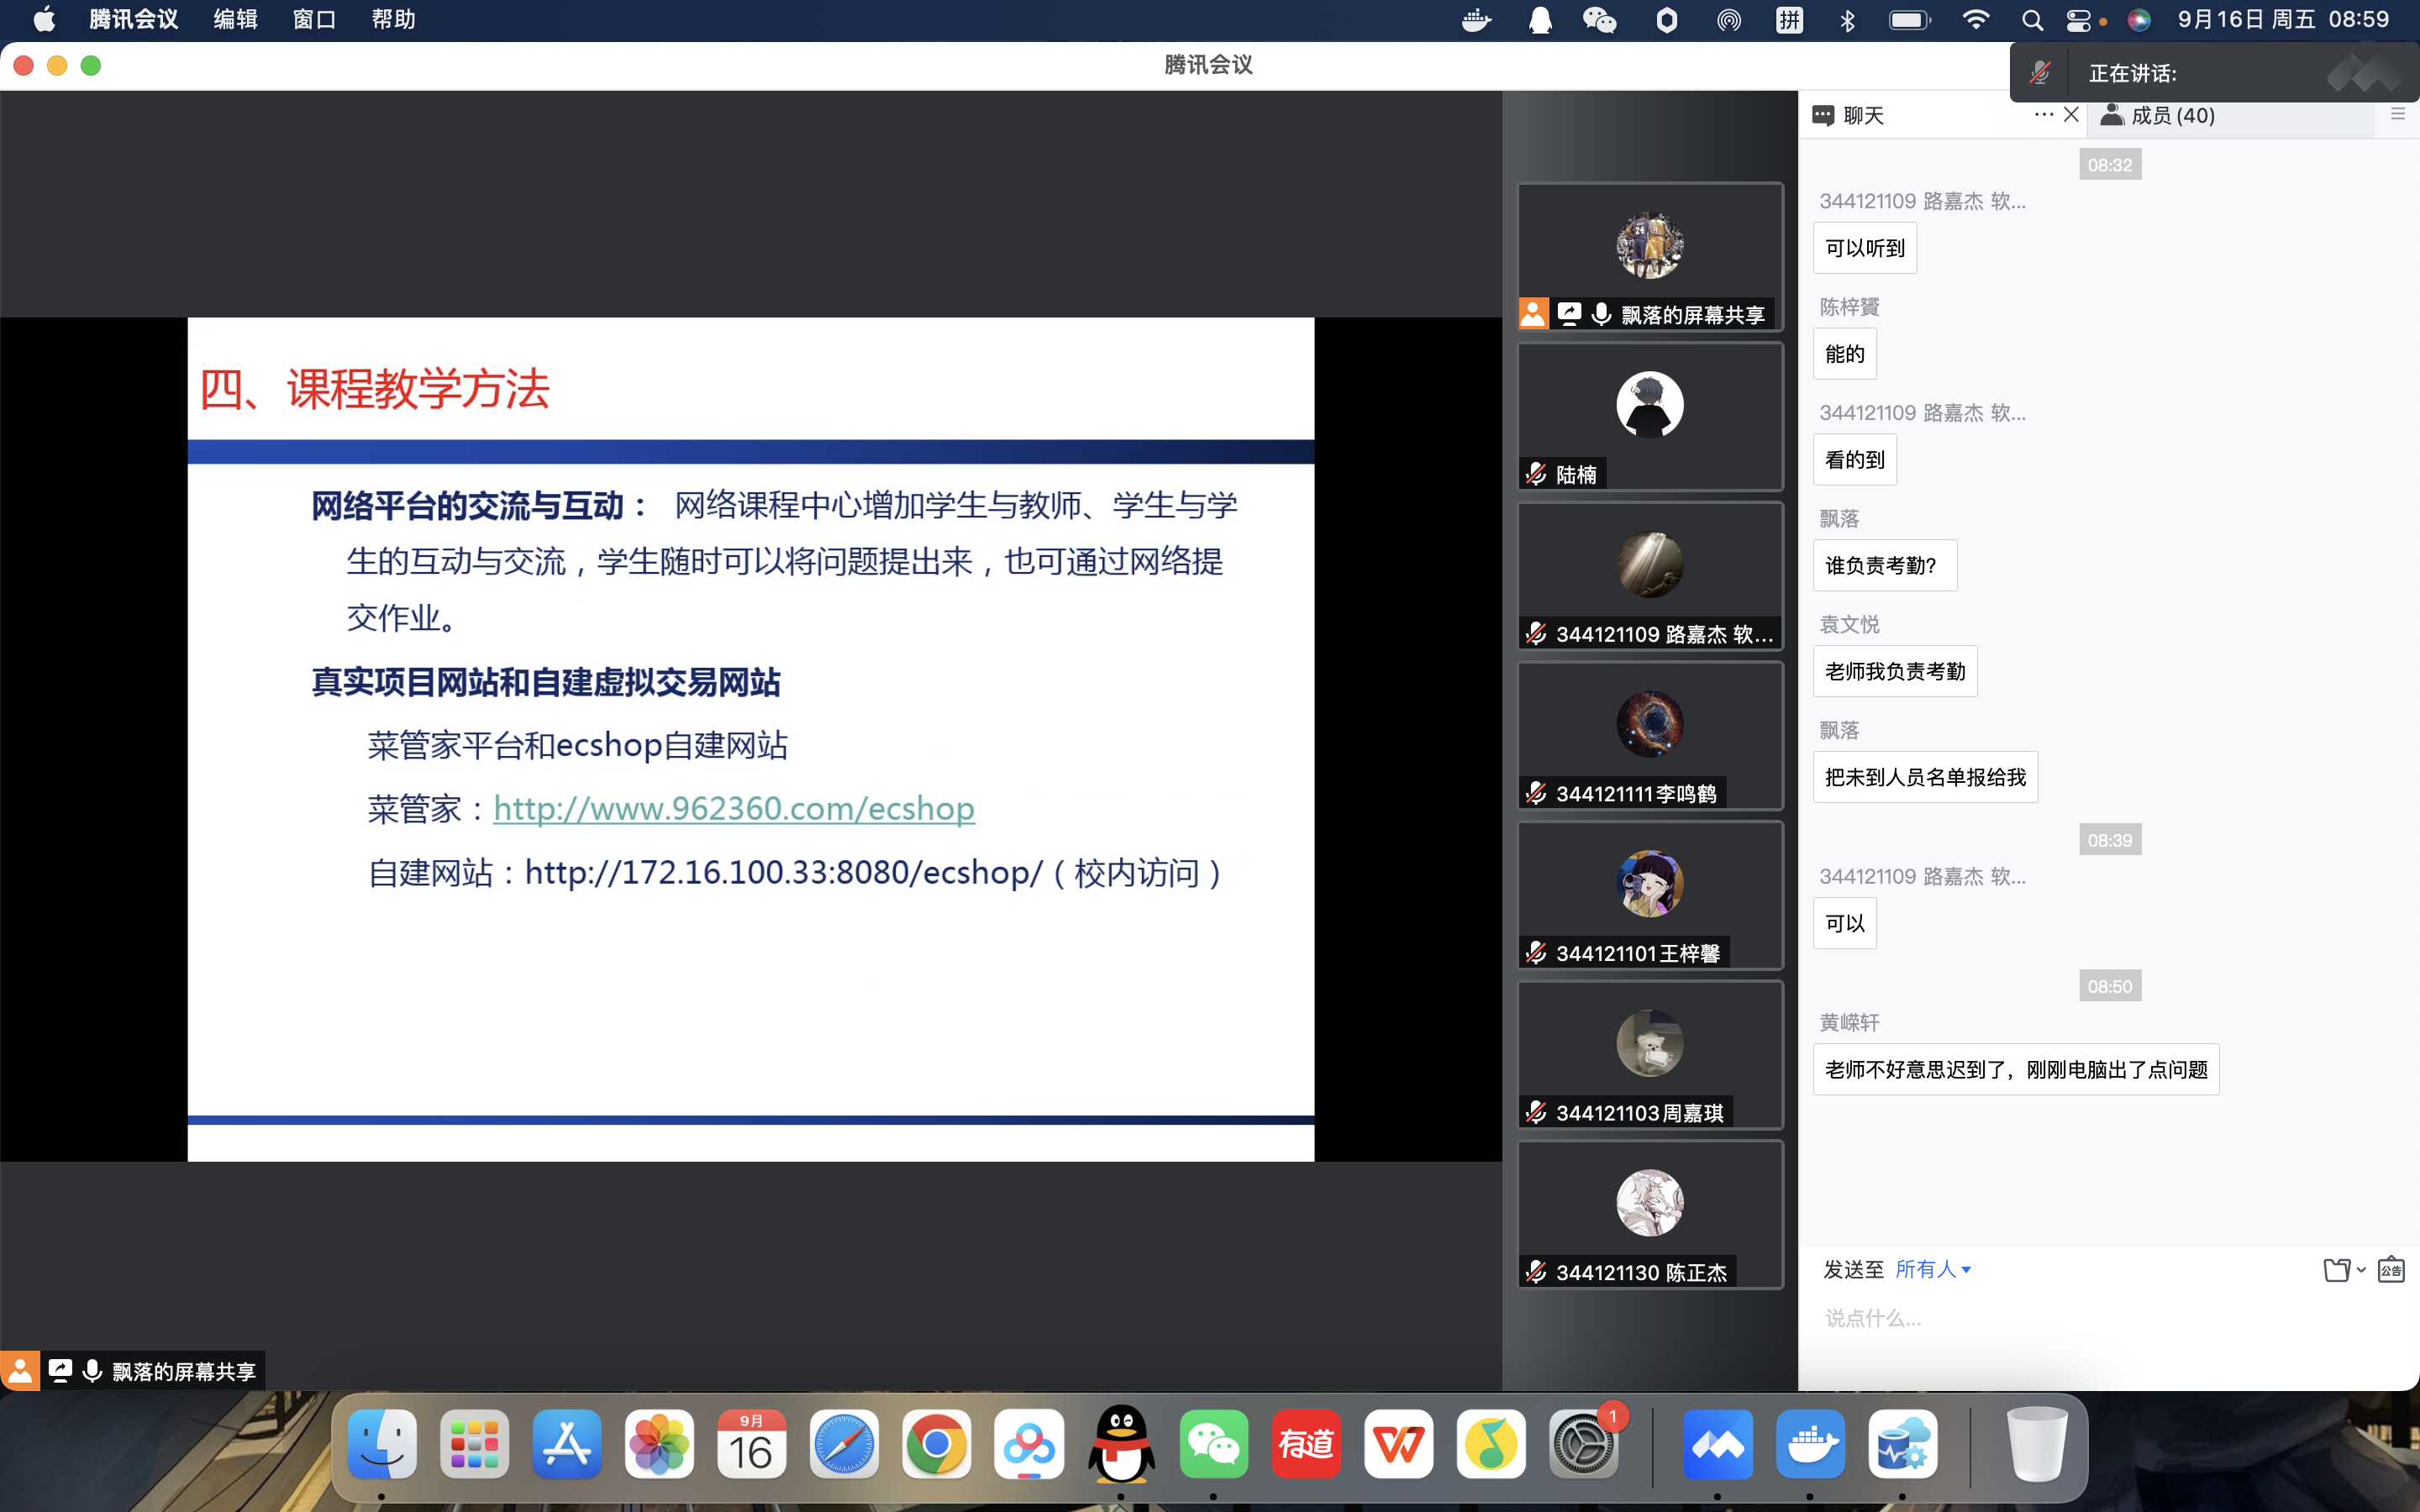 腾讯会议 编辑 窗口 帮助
拼
9月16日 周五 08:59
腾讯会议
正在讲话:
聊天
成员 (40)
四、课程教学方法
网络平台的交流与互动： 网络课程中心增加学生与教师、学生与学
生的互动与交流，学生随时可以将问题提出来，也可通过网络提
交作业。
真实项目网站和自建虚拟交易网站
菜管家平台和ecshop自建网站
菜管家：http://www.962360.com/ecshop
自建网站：http://172.16.100.33:8080/ecshop/（校内访问）
飘落的屏幕共享
飘落的屏幕共享
陆楠
344121109 路嘉杰 软...
344121111李鸣鹤
344121101王梓馨
344121103周嘉琪
344121130 陈正杰
08:32
344121109 路嘉杰 软...
可以听到
陈梓贇
能的
344121109 路嘉杰 软...
看的到
飘落
谁负责考勤?
袁文悦
老师我负责考勤
飘落
把未到人员名单报给我
08:39
344121109 路嘉杰 软...
可以
08:50
黄嵘轩
老师不好意思迟到了，刚刚电脑出了点问题
发送至 所有人
公告
说点什么...
9月
16
有道
1